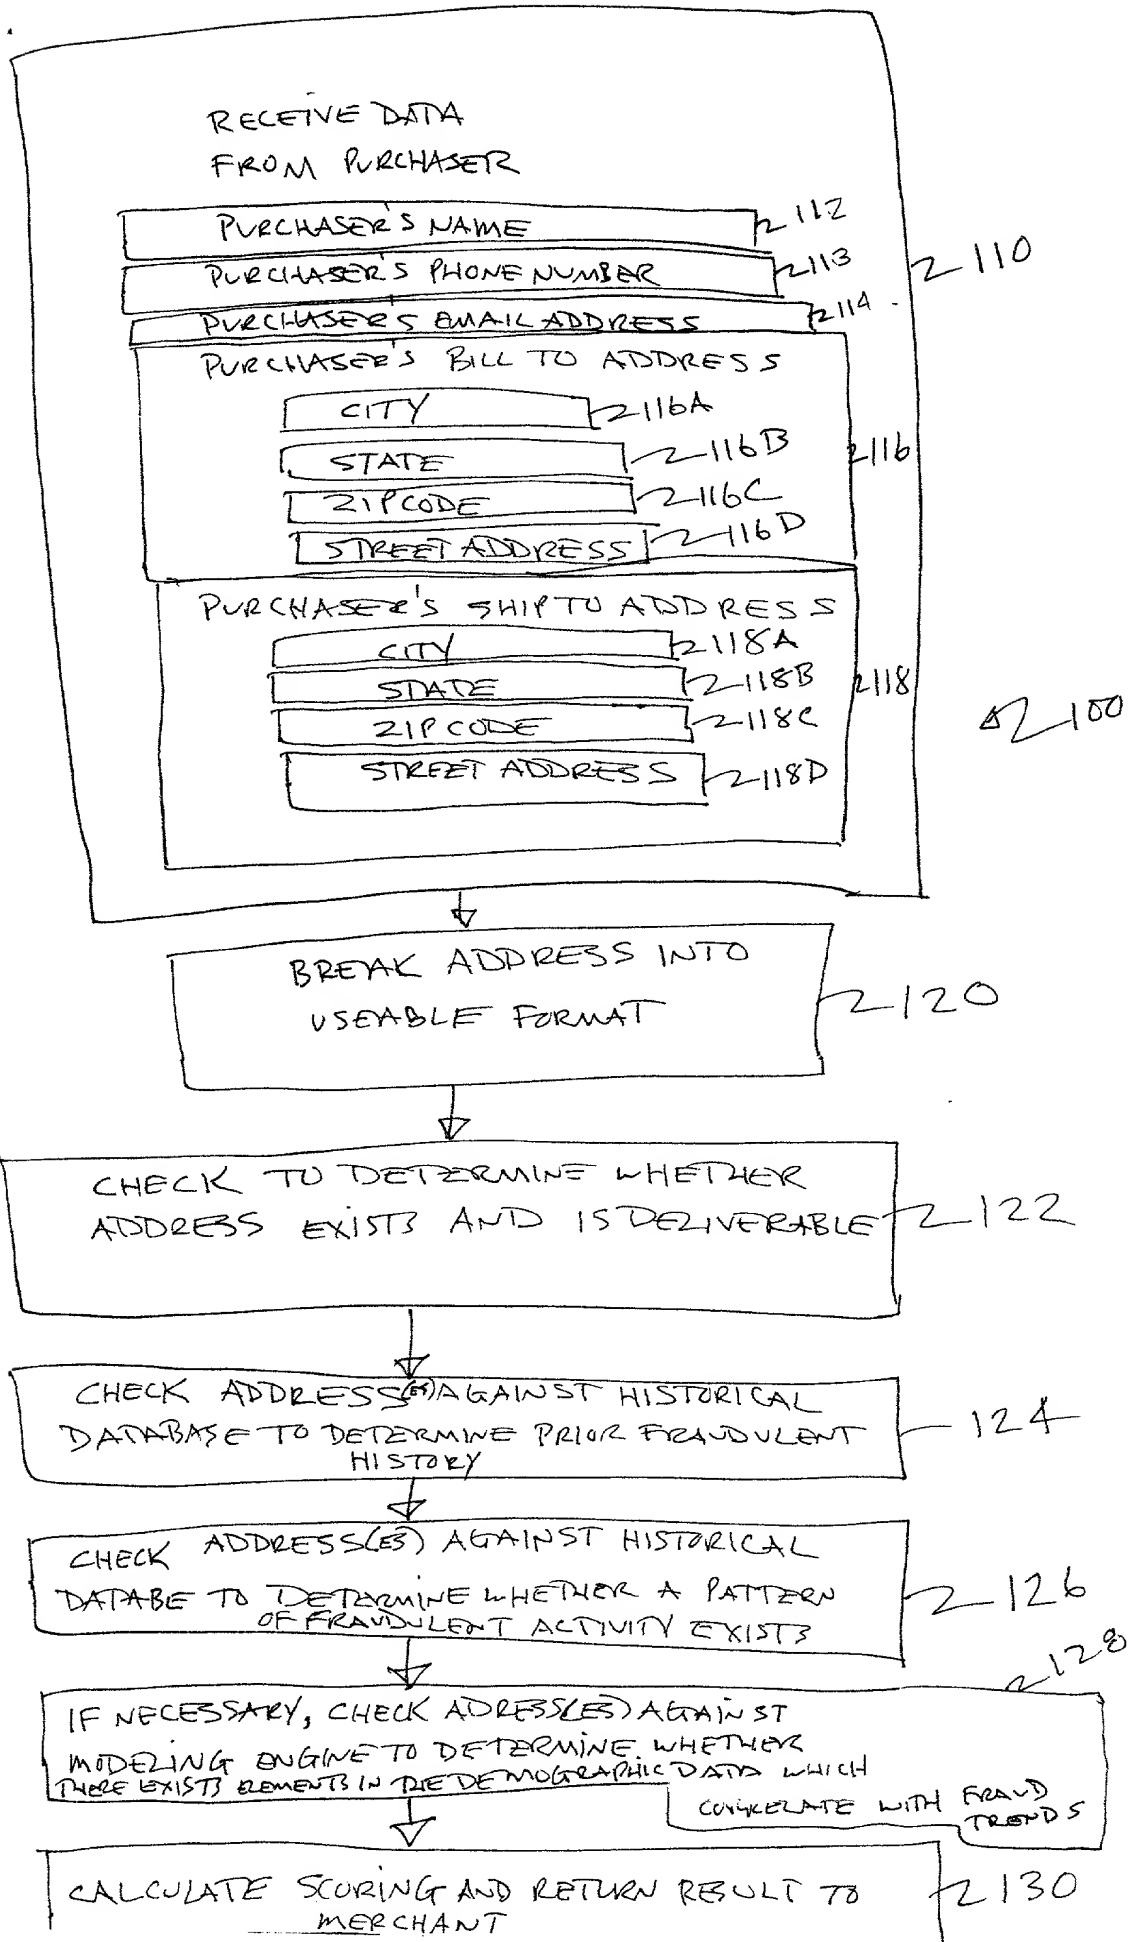 RECEIVE DATA
FROM PURCHASER
PURCHASER'S NAME 112
PURCHASER'S PHONE NUMBER 113
110
PURCHASER'S EMAIL ADDRESS 114
PURCHASER'S BILL TO ADDRESS
CITY 116A
STATE 116B 116
ZIPCODE 116C
STREET ADDRESS 116D
PURCHASER'S SHIP TO ADDRESS
CITY 118A
STATE 118B 118
ZIP CODE 118C
100
STREET ADDRESS 118D
BREAK ADDRESS INTO
USEABLE FORMAT 120
CHECK TO DETERMINE WHETHER
ADDRESS EXISTS AND IS DELIVERABLE 122
CHECK ADDRESS(ES) AGAINST HISTORICAL
DATABASE TO DETERMINE PRIOR FRAUDULENT 124
HISTORY
CHECK ADDRESS(ES) AGAINST HISTORICAL
DATABE TO DETERMINE WHETHER A PATTERN 126
OF FRAUDULENT ACTIVITY EXISTS
128
IF NECESSARY, CHECK ADRESS(ES) AGAINST
MODELING ENGINE TO DETERMINE WHETHER
THERE EXISTS ELEMENTS IN THE DEMOGRAPHIC DATA WHICH
CORRELATE WITH FRAUD
TRENDS
CALCULATE SCORING AND RETURN RESULT TO 130
MERCHANT